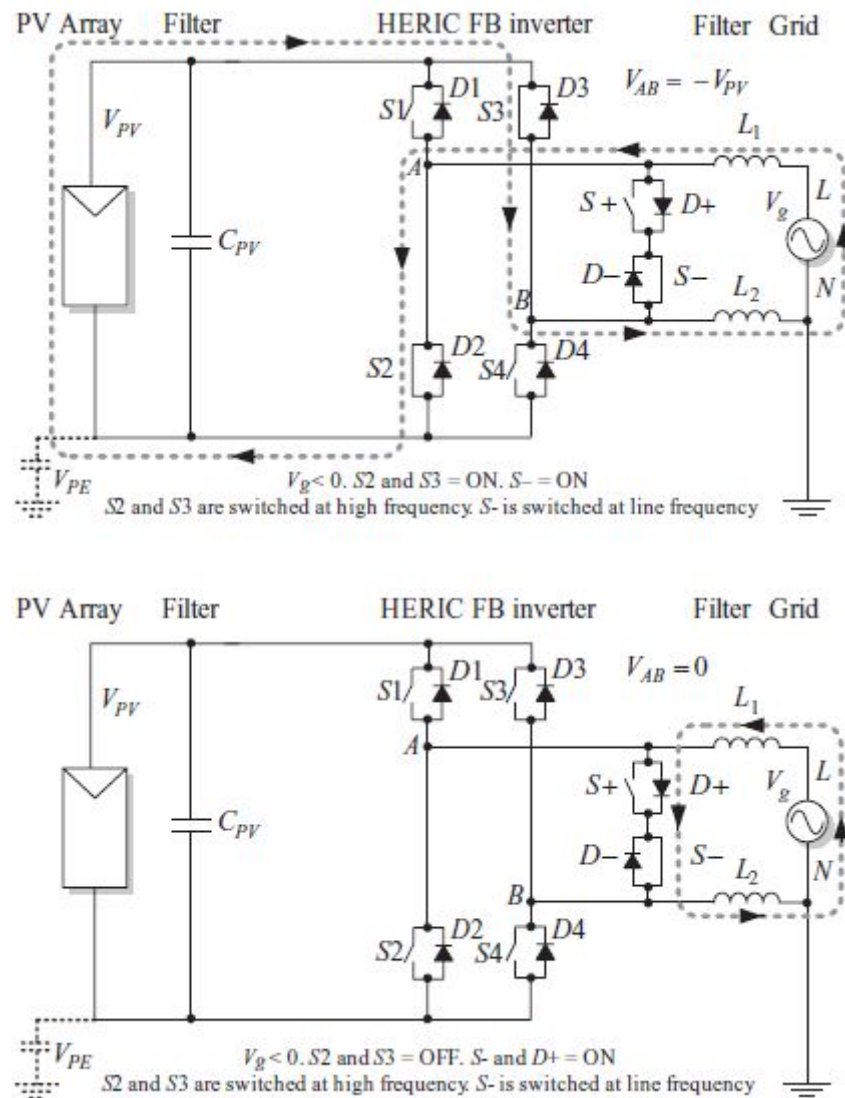 PV Array Filter HERIC FB inverter Filter Grid
D1 D3 V_AB = −V_PV
S1 S3
V_PV L_1
A
S+ D+ V_g L
C_PV
D− S− L_2 N
B
D2 D4
S2 S4
V_PE
V_g < 0. S2 and S3 = ON. S− = ON
S2 and S3 are switched at high frequency. S- is switched at line frequency
PV Array Filter HERIC FB inverter Filter Grid
D1 D3 V_AB = 0
S1 S3
V_PV L_1
A
S+ D+ V_g L
C_PV
D− S− L_2 N
B
D2 D4
S2 S4
V_PE
V_g < 0. S2 and S3 = OFF. S- and D+ = ON
S2 and S3 are switched at high frequency. S- is switched at line frequency